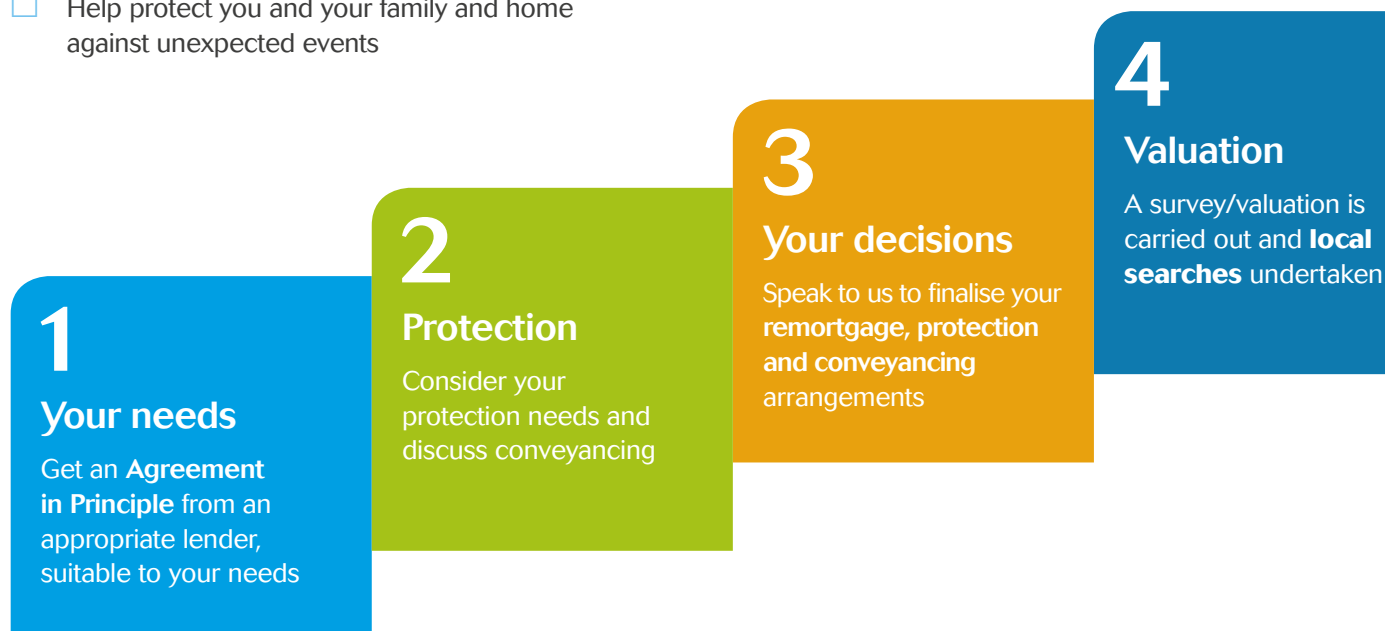 Help protect you and your family and home
against unexpected events
1
Your needs
Get an Agreement
in Principle from an
appropriate lender,
suitable to your needs
2
Protection
Consider your
protection needs and
discuss conveyancing
3
Your decisions
Speak to us to finalise your
remortgage, protection
and conveyancing
arrangements
4
Valuation
A survey/valuation is
carried out and local
searches undertaken